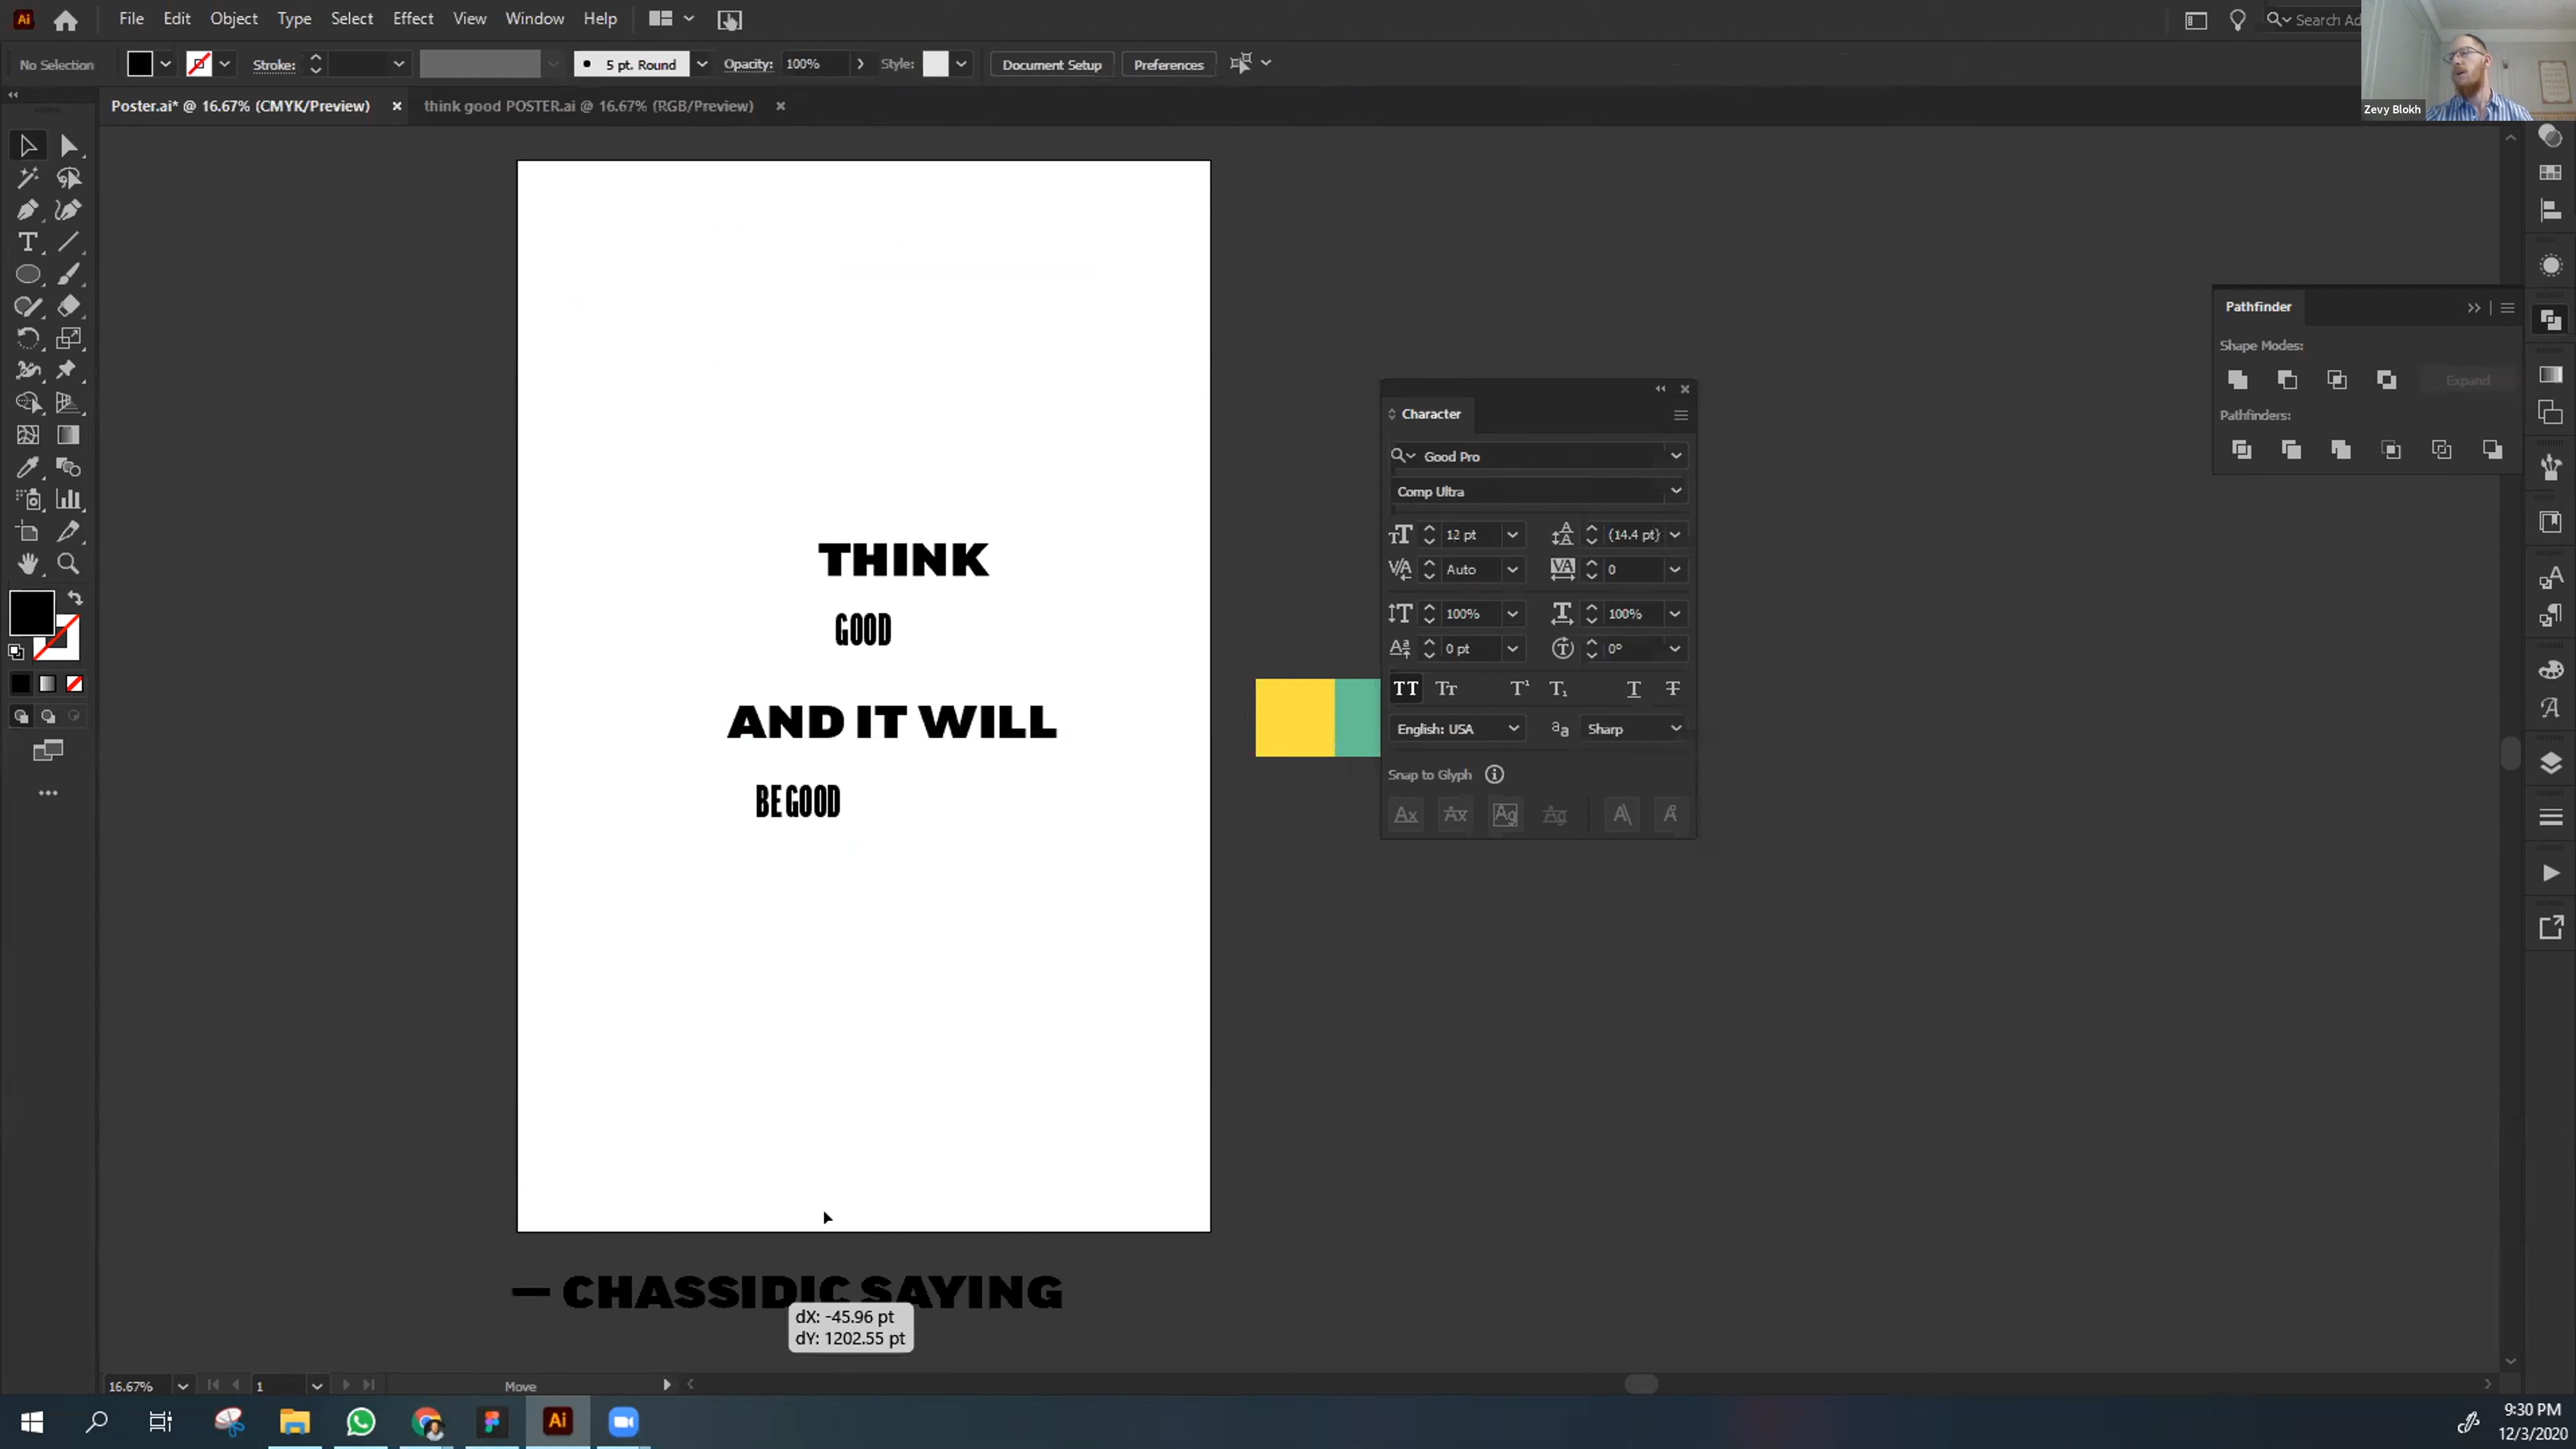 Ai File Edit Object Type Select Effect View Window Help Search Ad
No Selection Stroke: 5 pt. Round Opacity: 100% Style: Document Setup Preferences
Zevy Blokh
Poster.ai* @ 16.67% (CMYK/Preview) × think good POSTER.ai @ 16.67% (RGB/Preview) ×
Pathfinder
Shape Modes:
Expand
Pathfinders:
Character
Good Pro
Comp Ultra
12 pt (14.4 pt)
Auto 0
100% 100%
0 pt 0°
English: USA Sharp
Snap to Glyph
THINK
GOOD
AND IT WILL
BE GOOD
— CHASSIDIC SAYING
dX: -45.96 pt
dY: 1202.55 pt
16.67% 1 Move
Ai
9:30 PM
12/3/2020